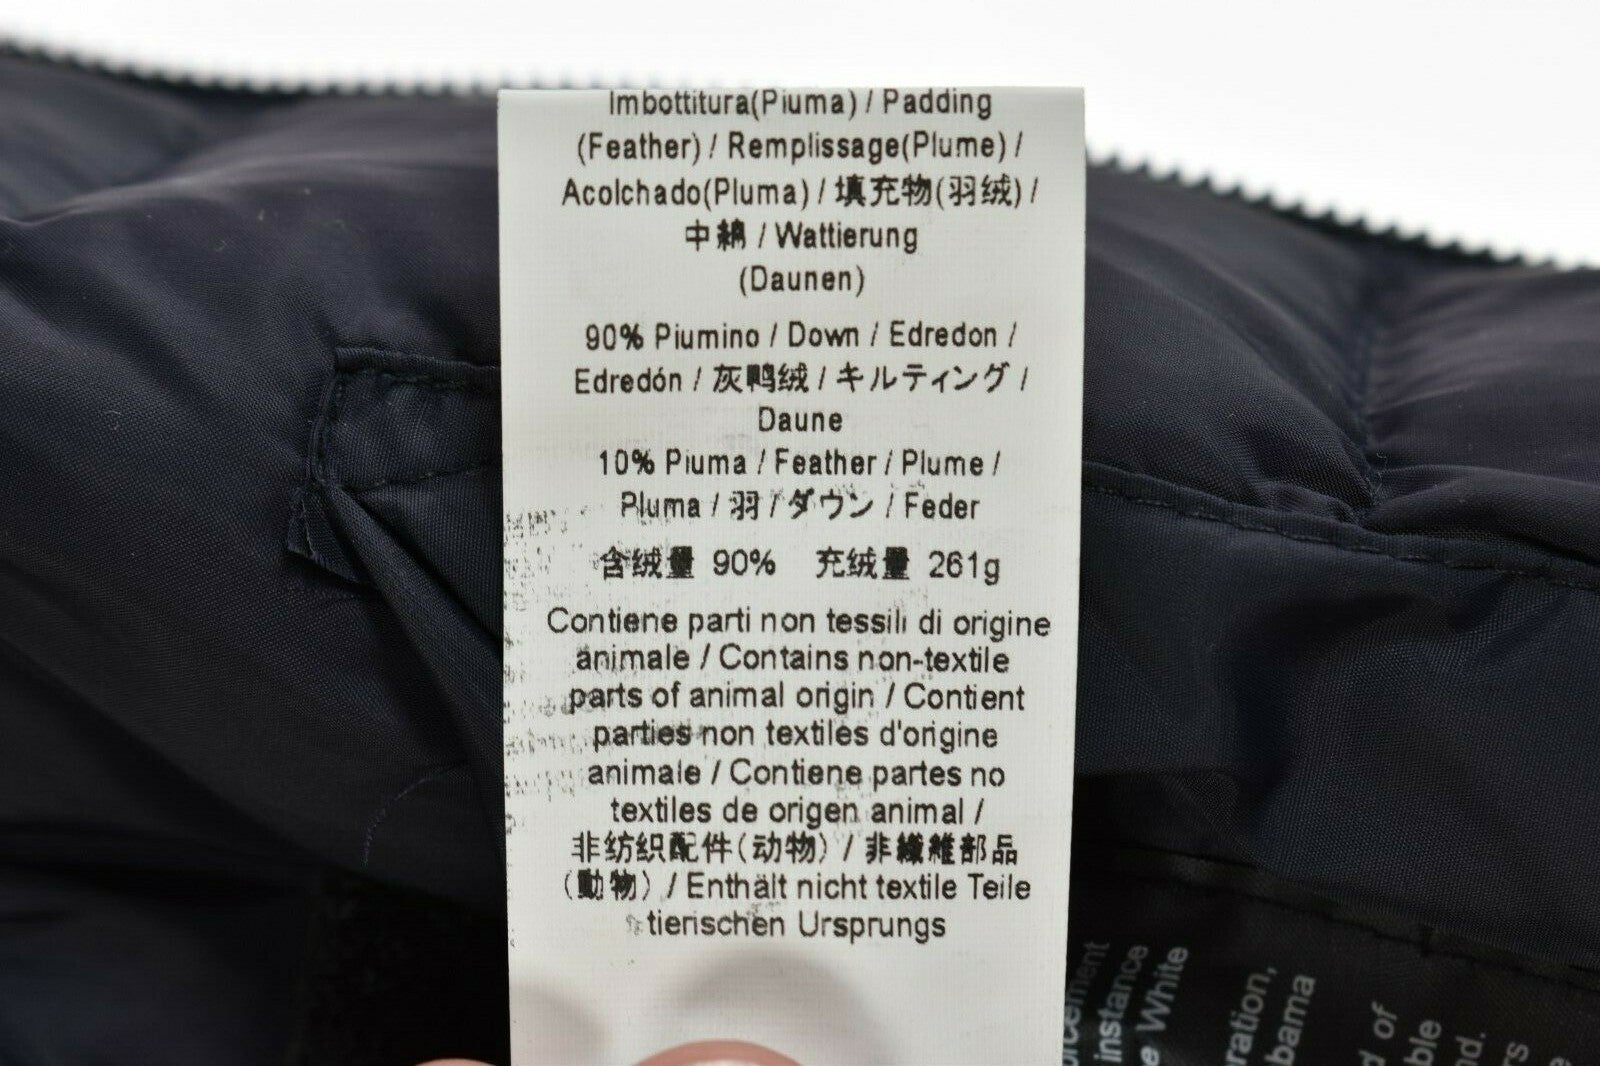 Imbottitura(Piuma) / Padding
(Feather) / Remplissage(Plume) /
Acolchado(Pluma) / 填充物(羽绒) /
中綿 / Wattierung
(Daunen)
90% Piumino / Down / Edredon /
Edredón / 灰鸭绒 / キルティング /
Daune
10% Piuma / Feather / Plume /
Pluma / 羽 / ダウン / Feder
含绒量 90% 充绒量 261g
Contiene parti non tessili di origine
animale / Contains non-textile
parts of animal origin / Contient
parties non textiles d'origine
animale / Contiene partes no
textiles de origen animal /
非纺织配件(动物) / 非繊維部品
(動物) / Enthält nicht textile Teile
tierischen Ursprungs
instance
White
of